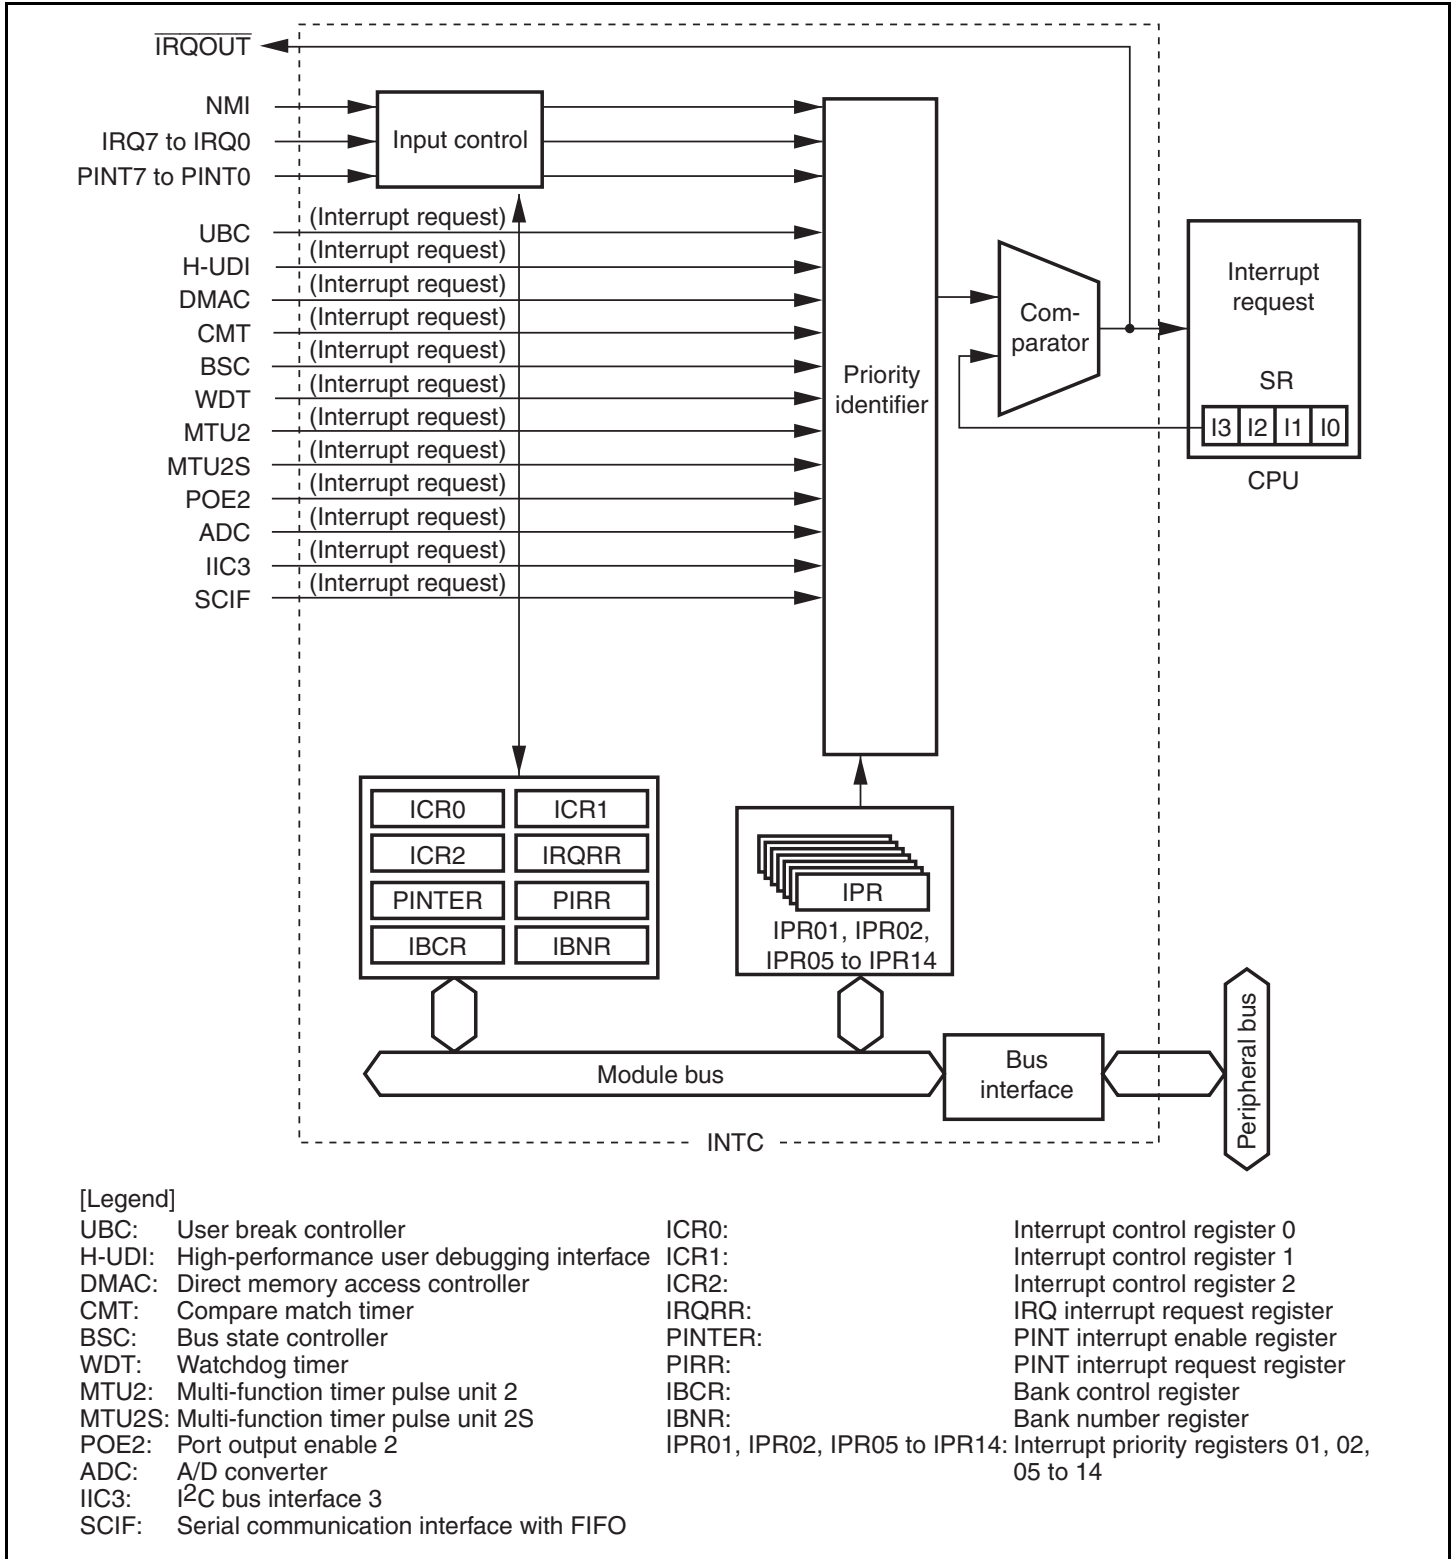 IRQOUT
NMI
IRQ7 to IRQ0
PINT7 to PINT0
Input control
UBC
(Interrupt request)
H-UDI
(Interrupt request)
DMAC
(Interrupt request)
CMT
(Interrupt request)
BSC
(Interrupt request)
WDT
(Interrupt request)
MTU2
(Interrupt request)
MTU2S
(Interrupt request)
POE2
(Interrupt request)
ADC
(Interrupt request)
IIC3
(Interrupt request)
SCIF
(Interrupt request)
Priority
identifier
Com-
parator
Interrupt
request
SR
I3 I2 I1 I0
CPU
ICR0 ICR1
ICR2 IRQRR
PINTER PIRR
IBCR IBNR
IPR
IPR01, IPR02,
IPR05 to IPR14
Module bus
Bus
interface
Peripheral bus
INTC
[Legend]
UBC: User break controller
H-UDI: High-performance user debugging interface
DMAC: Direct memory access controller
CMT: Compare match timer
BSC: Bus state controller
WDT: Watchdog timer
MTU2: Multi-function timer pulse unit 2
MTU2S: Multi-function timer pulse unit 2S
POE2: Port output enable 2
ADC: A/D converter
IIC3: I2C bus interface 3
SCIF: Serial communication interface with FIFO
ICR0: Interrupt control register 0
ICR1: Interrupt control register 1
ICR2: Interrupt control register 2
IRQRR: IRQ interrupt request register
PINTER: PINT interrupt enable register
PIRR: PINT interrupt request register
IBCR: Bank control register
IBNR: Bank number register
IPR01, IPR02, IPR05 to IPR14: Interrupt priority registers 01, 02,
05 to 14